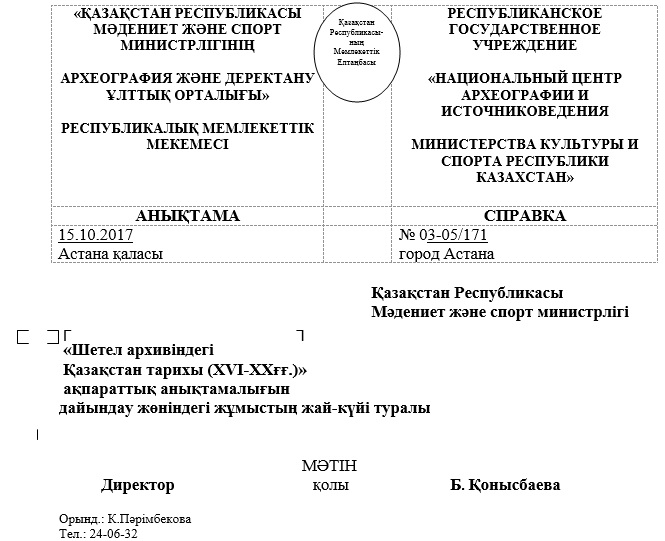 «ҚАЗАҚСТАН РЕСПУБЛИКАСЫ
МӘДЕНИЕТ ЖӘНЕ СПОРТ
МИНИСТРЛІГІНІҢ
АРХЕОГРАФИЯ ЖӘНЕ ДЕРЕКТАНУ
ҰЛТТЫҚ ОРТАЛЫҒЫ»
РЕСПУБЛИКАЛЫҚ МЕМЛЕКЕТТІК
МЕКЕМЕСІ
Қазақстан
Республикасы-
ның
Мемлекеттік
Елтаңбасы
РЕСПУБЛИКАНСКОЕ
ГОСУДАРСТВЕННОЕ
УЧРЕЖДЕНИЕ
«НАЦИОНАЛЬНЫЙ ЦЕНТР
АРХЕОГРАФИИ И
ИСТОЧНИКОВЕДЕНИЯ
МИНИСТЕРСТВА КУЛЬТУРЫ И
СПОРТА РЕСПУБЛИКИ
КАЗАХСТАН»
АНЫҚТАМА СПРАВКА
15.10.2017 № 03-05/171
Астана қаласы город Астана
Қазақстан Республикасы
Мәдениет және спорт министрлігі
«Шетел архивіндегі
Қазақстан тарихы (XVI-XXғғ.)»
ақпараттық анықтамалығын
дайындау жөніндегі жұмыстың жай-күйі туралы
МӘТІН
Директор қолы Б. Қонысбаева
Орынд.: К.Пәрімбекова
Тел.: 24-06-32